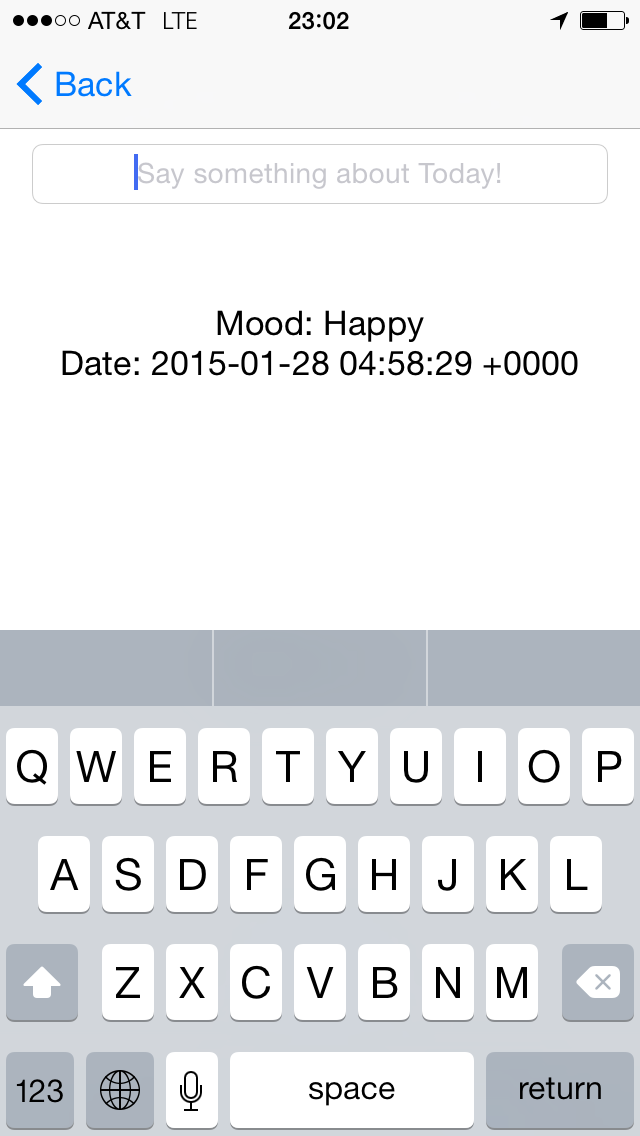 AT&T LTE 23:02
Back
Say something about Today!
Mood: Happy
Date: 2015-01-28 04:58:29 +0000
Q W E R T Y U I O P
A S D F G H J K L
Z X C V B N M
123 space return